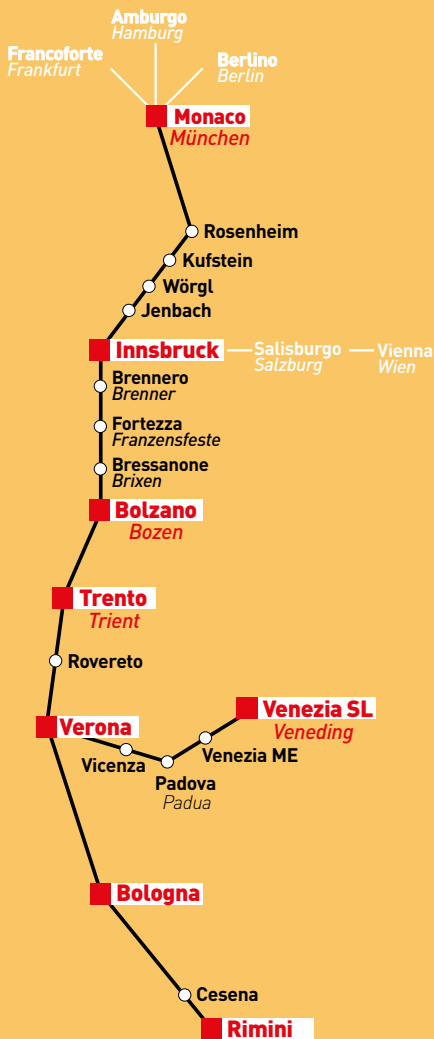 Amburgo
Hamburg
Francoforte
Frankfurt
Berlino
Berlin
Monaco
München
Rosenheim
Kufstein
Wörgl
Jenbach
Innsbruck
Salisburgo
Salzburg
Vienna
Wien
Brennero
Brenner
Fortezza
Franzensfeste
Bressanone
Brixen
Bolzano
Bozen
Trento
Trient
Rovereto
Venezia SL
Veneding
Verona
Venezia ME
Vicenza
Padova
Padua
Bologna
Cesena
Rimini